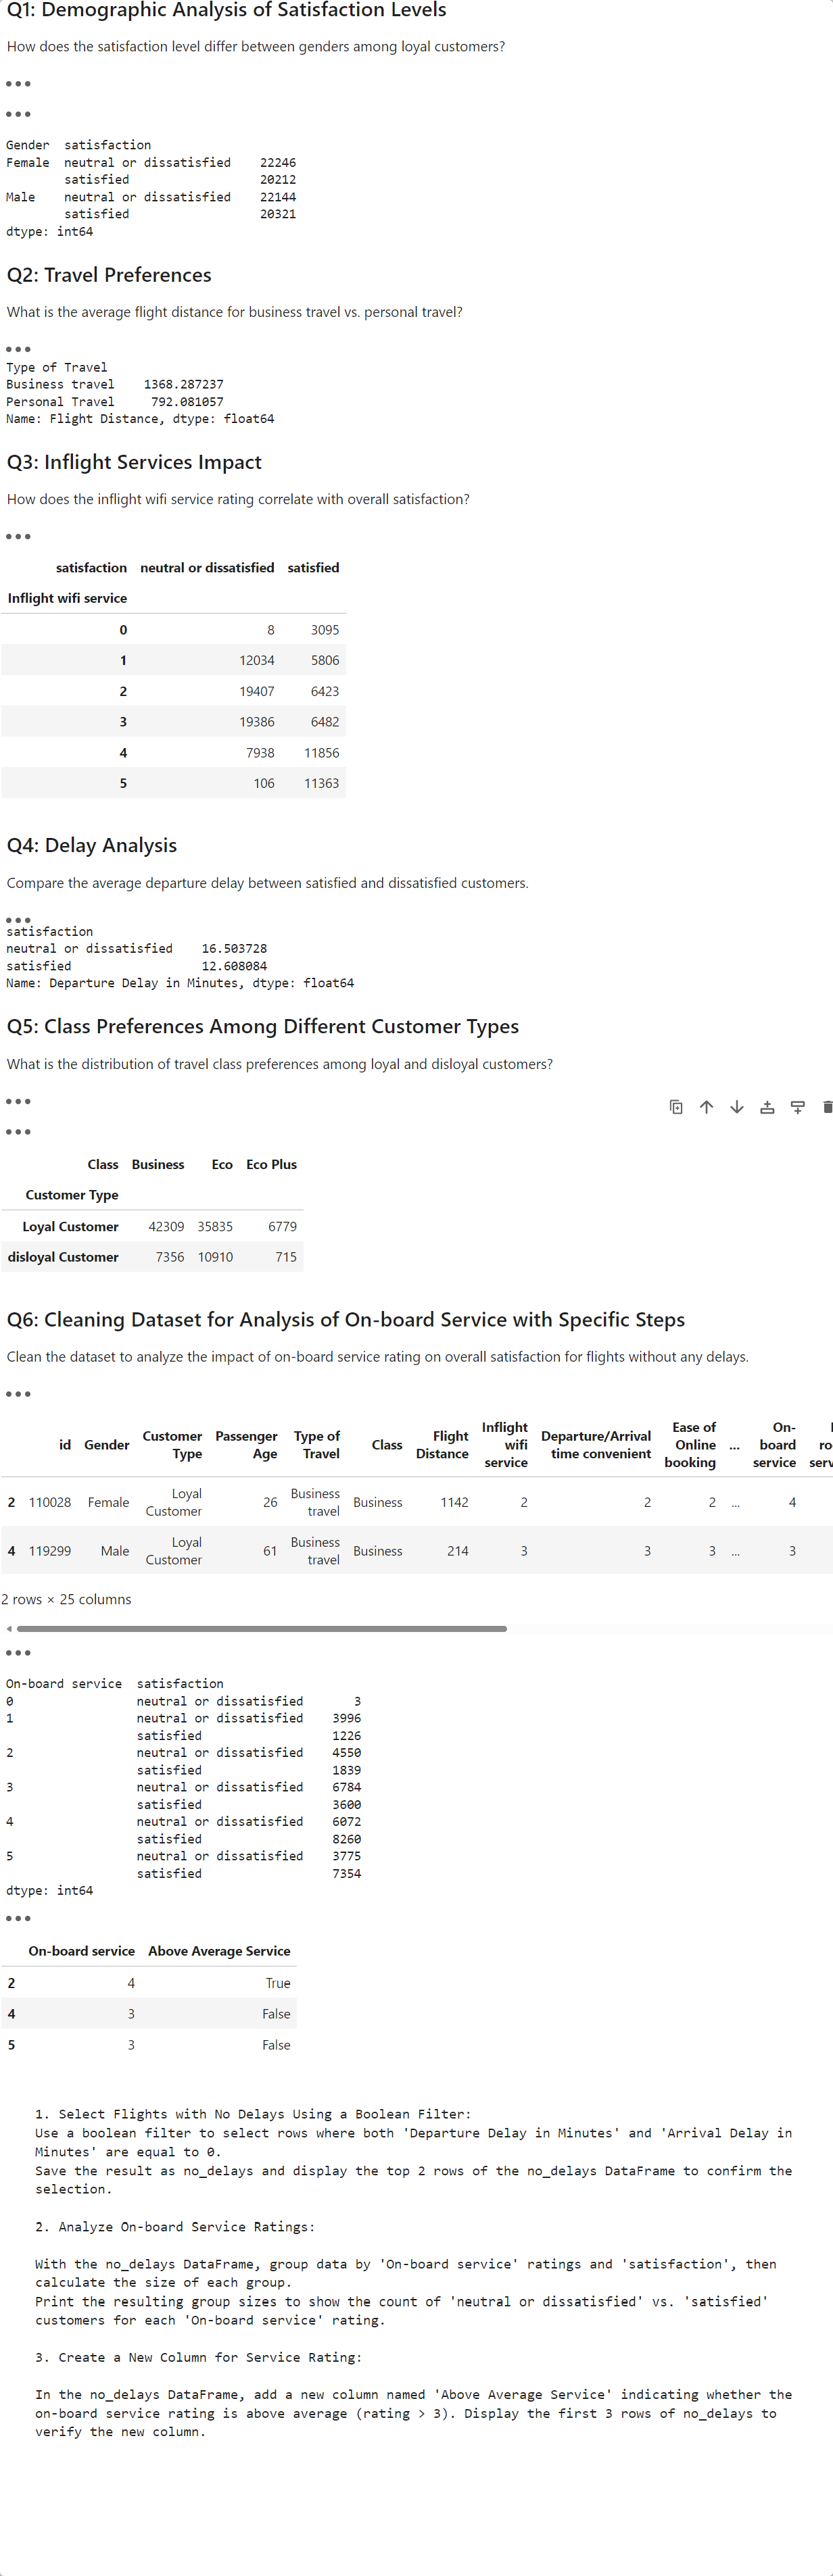 Q1: Demographic Analysis of Satisfaction Levels
How does the satisfaction level differ between genders among loyal customers?
Gender  satisfaction
Female  neutral or dissatisfied    22246
        satisfied                  20212
Male    neutral or dissatisfied    22144
        satisfied                  20321
dtype: int64
Q2: Travel Preferences
What is the average flight distance for business travel vs. personal travel?
Type of Travel
Business travel    1368.287237
Personal Travel     792.081057
Name: Flight Distance, dtype: float64
Q3: Inflight Services Impact
How does the inflight wifi service rating correlate with overall satisfaction?
satisfaction neutral or dissatisfied satisfied
Inflight wifi service
0 8 3095
1 12034 5806
2 19407 6423
3 19386 6482
4 7938 11856
5 106 11363
Q4: Delay Analysis
Compare the average departure delay between satisfied and dissatisfied customers.
satisfaction
neutral or dissatisfied    16.503728
satisfied                  12.608084
Name: Departure Delay in Minutes, dtype: float64
Q5: Class Preferences Among Different Customer Types
What is the distribution of travel class preferences among loyal and disloyal customers?
Class Business Eco Eco Plus
Customer Type
Loyal Customer 42309 35835 6779
disloyal Customer 7356 10910 715
Q6: Cleaning Dataset for Analysis of On-board Service with Specific Steps
Clean the dataset to analyze the impact of on-board service rating on overall satisfaction for flights without any delays.
id Gender Customer Type Passenger Age Type of Travel Class Flight Distance Inflight wifi service Departure/Arrival time convenient Ease of Online booking ... On-board service
2 110028 Female Loyal Customer 26 Business travel Business 1142 2 2 2 ... 4
4 119299 Male Loyal Customer 61 Business travel Business 214 3 3 3 ... 3
2 rows × 25 columns
On-board service  satisfaction
0                 neutral or dissatisfied       3
1                 neutral or dissatisfied    3996
                  satisfied                  1226
2                 neutral or dissatisfied    4550
                  satisfied                  1839
3                 neutral or dissatisfied    6784
                  satisfied                  3600
4                 neutral or dissatisfied    6072
                  satisfied                  8260
5                 neutral or dissatisfied    3775
                  satisfied                  7354
dtype: int64
On-board service Above Average Service
2 4 True
4 3 False
5 3 False
1. Select Flights with No Delays Using a Boolean Filter:
Use a boolean filter to select rows where both 'Departure Delay in Minutes' and 'Arrival Delay in
Minutes' are equal to 0.
Save the result as no_delays and display the top 2 rows of the no_delays DataFrame to confirm the
selection.
2. Analyze On-board Service Ratings:
With the no_delays DataFrame, group data by 'On-board service' ratings and 'satisfaction', then
calculate the size of each group.
Print the resulting group sizes to show the count of 'neutral or dissatisfied' vs. 'satisfied'
customers for each 'On-board service' rating.
3. Create a New Column for Service Rating:
In the no_delays DataFrame, add a new column named 'Above Average Service' indicating whether the
on-board service rating is above average (rating > 3). Display the first 3 rows of no_delays to
verify the new column.